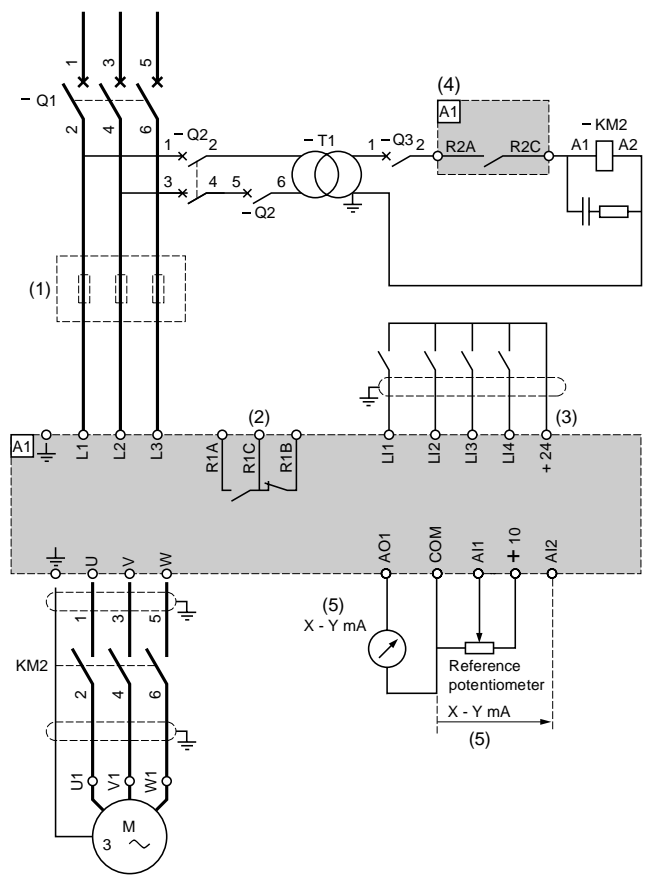 1 3 5
– Q1
2 4 6
– Q2
1 2
3 4 5 6
– Q2
– T1
– Q3
1 2
(4)
A1
R2A R2C
– KM2
A1 A2
(1)
(2)
(3)
A1
L1 L2 L3
R1A R1C R1B
LI1 LI2 LI3 LI4 + 24
U V W
AO1 COM AI1 + 10 AI2
1 3 5
KM2
2 4 6
(5)
X - Y mA
Reference
potentiometer
X - Y mA
(5)
U1 V1 W1
M
3